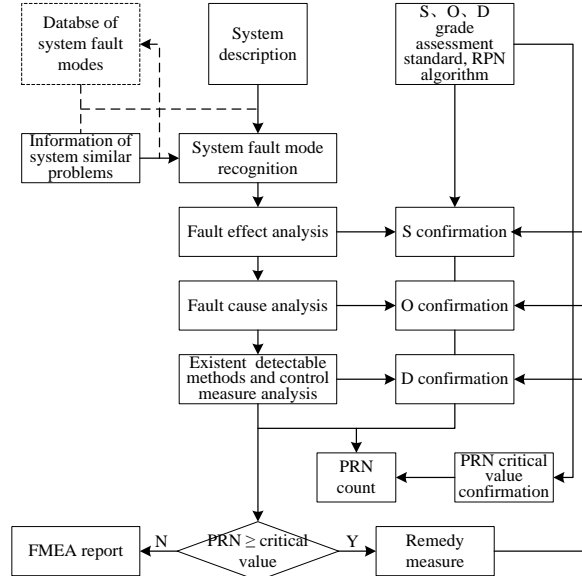 Databse of
system fault
modes
System
description
S、O、D
grade
assessment
standard, RPN
algorithm
Information of
system similar
problems
System fault mode
recognition
Fault effect analysis
S confirmation
Fault cause analysis
O confirmation
Existent detectable
methods and control
measure analysis
D confirmation
PRN
count
PRN critical
value
confirmation
FMEA report
N
PRN ≥ critical
value
Y
Remedy
measure